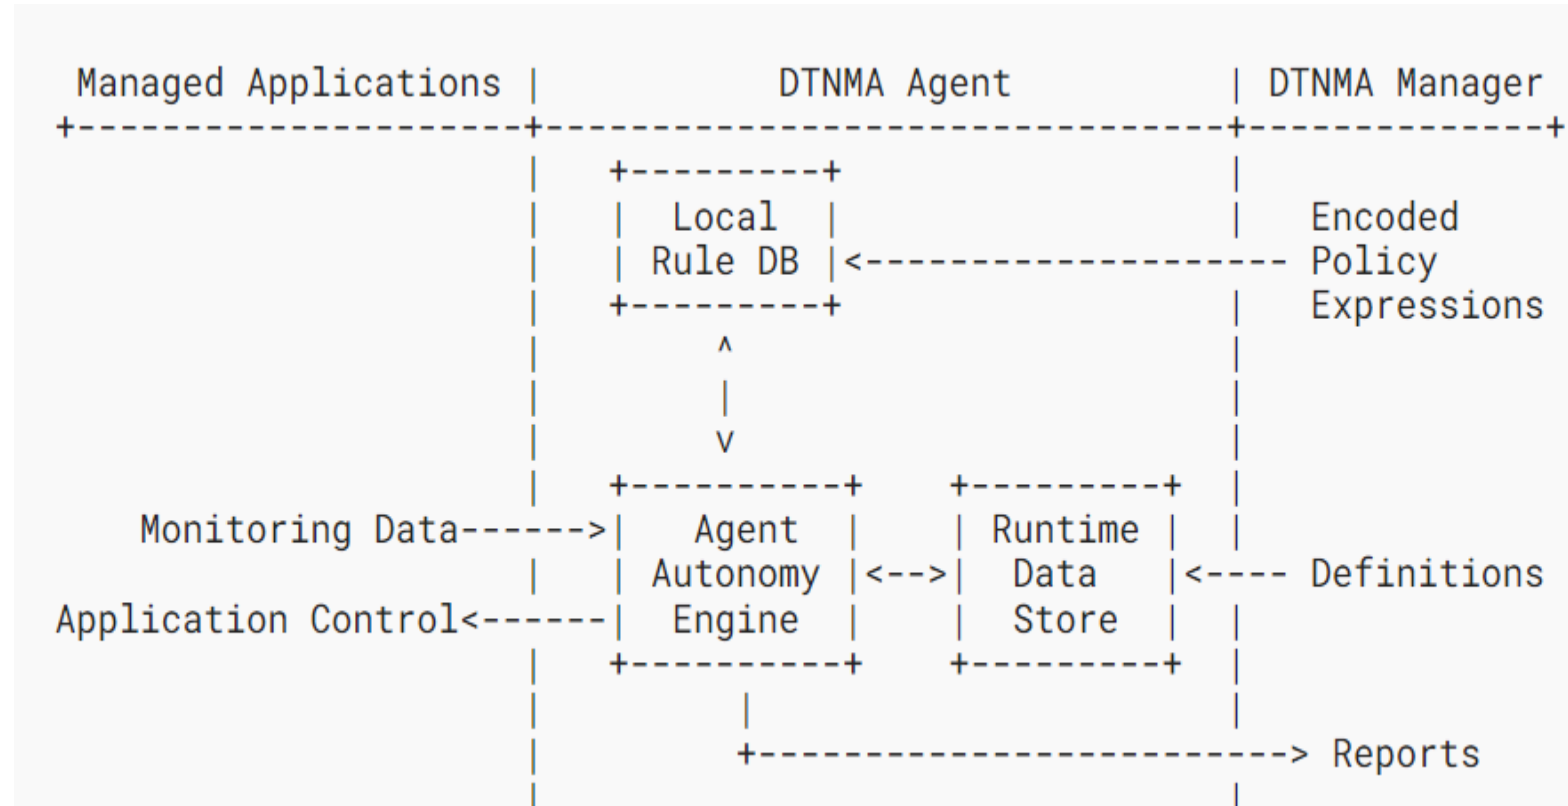 Managed Applications |           DTNMA Agent          | DTNMA Manager
+---------------------+--------------------------------+--------------+
                      |   +---------+                  |
                      |   |  Local  |                  |   Encoded
                      |   | Rule DB |<-------------------- Policy
                      |   +---------+                  |   Expressions
                      |        ^                       |
                      |        |                       |
                      |        v                       |
                      |   +----------+    +---------+  |
    Monitoring Data------>|   Agent  |    | Runtime |  |
                      |   | Autonomy |<-->|  Data   |<---- Definitions
Application Control<------|  Engine  |    |  Store  |  |
                      |   +----------+    +---------+  |
                      |         |                      |
                      |         +-------------------------> Reports
                      |                                |